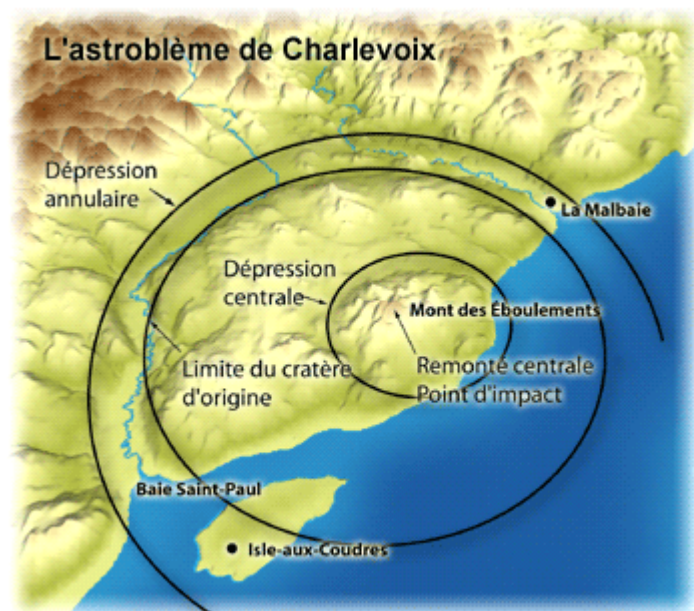 L'astroblème de Charlevoix
Dépression
annulaire
La Malbaie
Dépression
centrale
Mont des Éboulements
Limite du cratère
d'origine
Remonté centrale
Point d'impact
Baie Saint-Paul
Isle-aux-Coudres